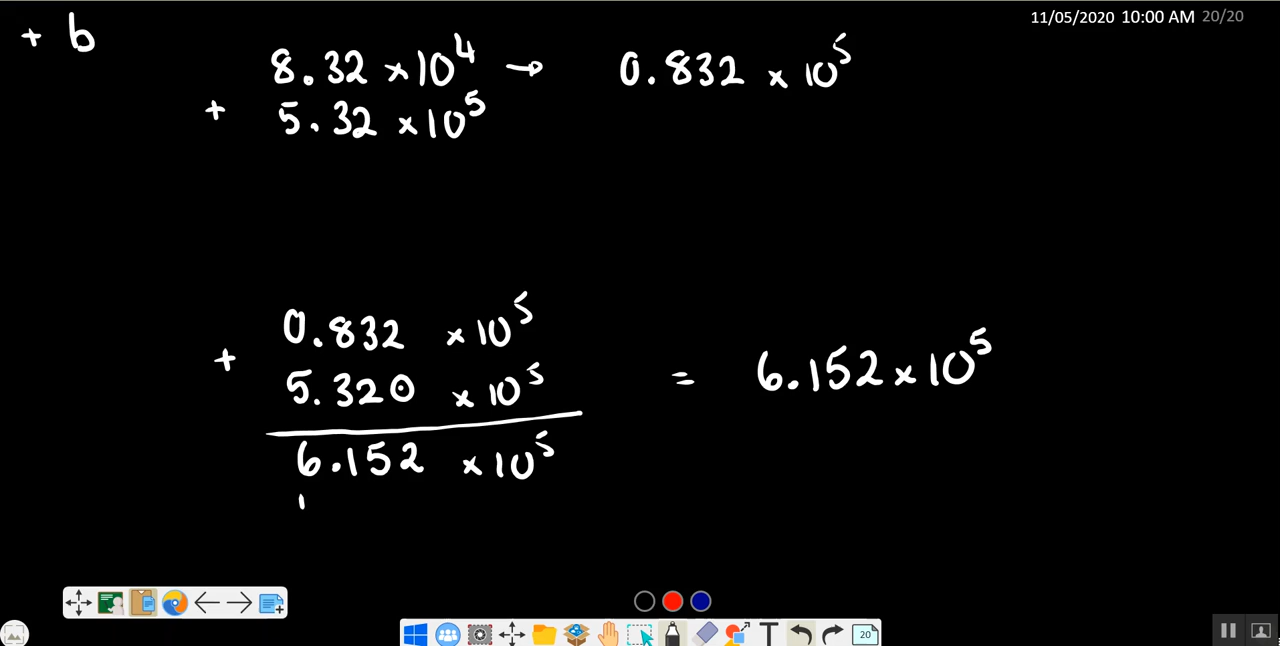 11/05/2020 10:00 AM 20/20
+ b
8.32 × 10⁴ → 0.832 × 10⁵
+ 5.32 × 10⁵
0.832 × 10⁵
+ 5.320 × 10⁵ = 6.152 × 10⁵
6.152 × 10⁵
1
T 20